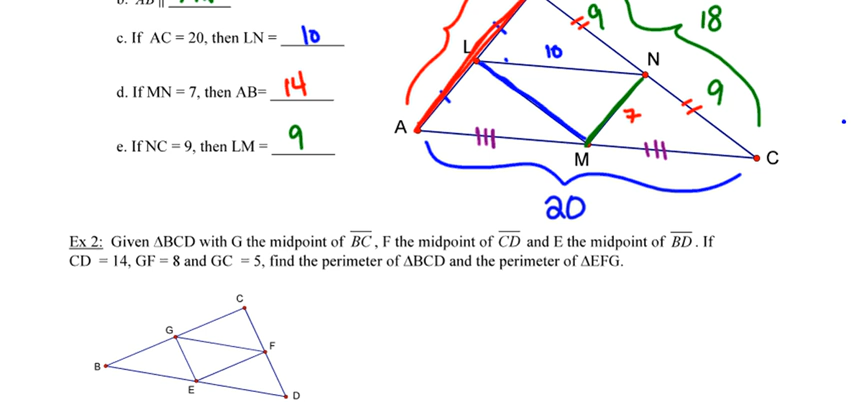 b. AB ||
c. If AC = 20, then LN = 10
d. If MN = 7, then AB= 14
e. If NC = 9, then LM = 9
9
18
L
10
N
9
A
7
M
C
20
Ex 2: Given ΔBCD with G the midpoint of BC, F the midpoint of CD and E the midpoint of BD. If
CD = 14, GF = 8 and GC = 5, find the perimeter of ΔBCD and the perimeter of ΔEFG.
C
G
F
B
E
D